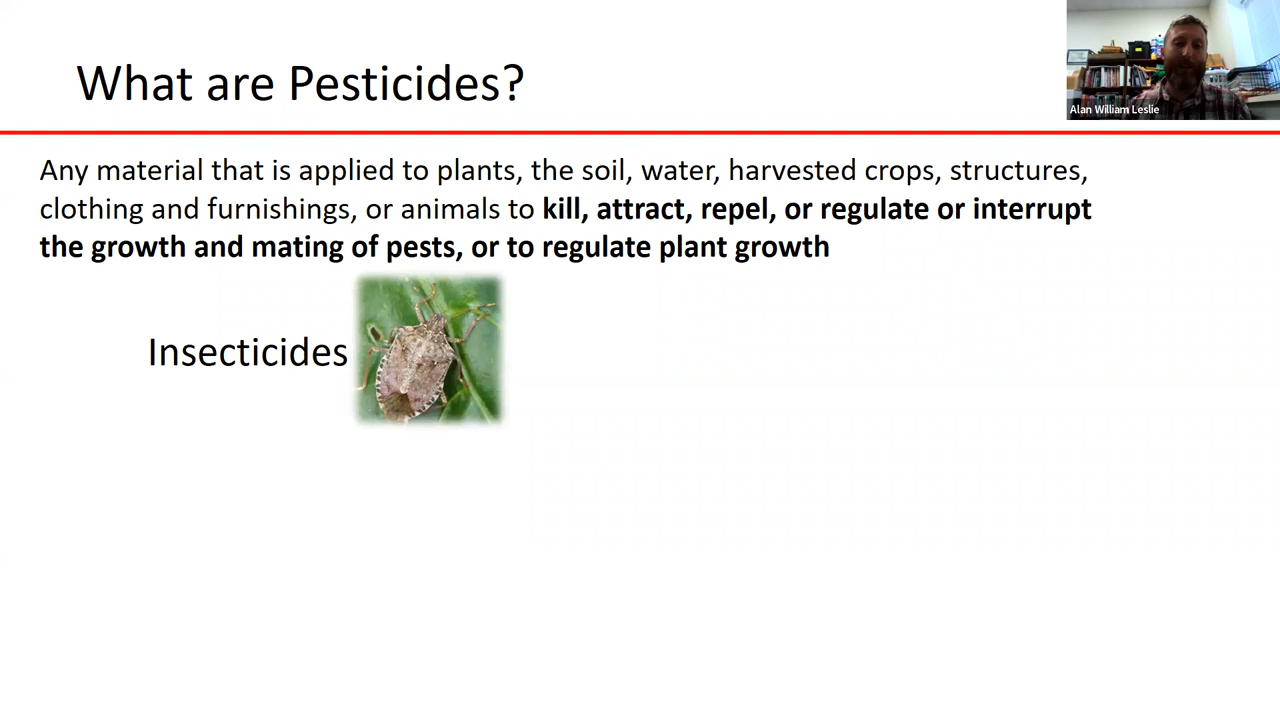 What are Pesticides?
Alan William Leslie
Any material that is applied to plants, the soil, water, harvested crops, structures,
clothing and furnishings, or animals to kill, attract, repel, or regulate or interrupt
the growth and mating of pests, or to regulate plant growth
Insecticides